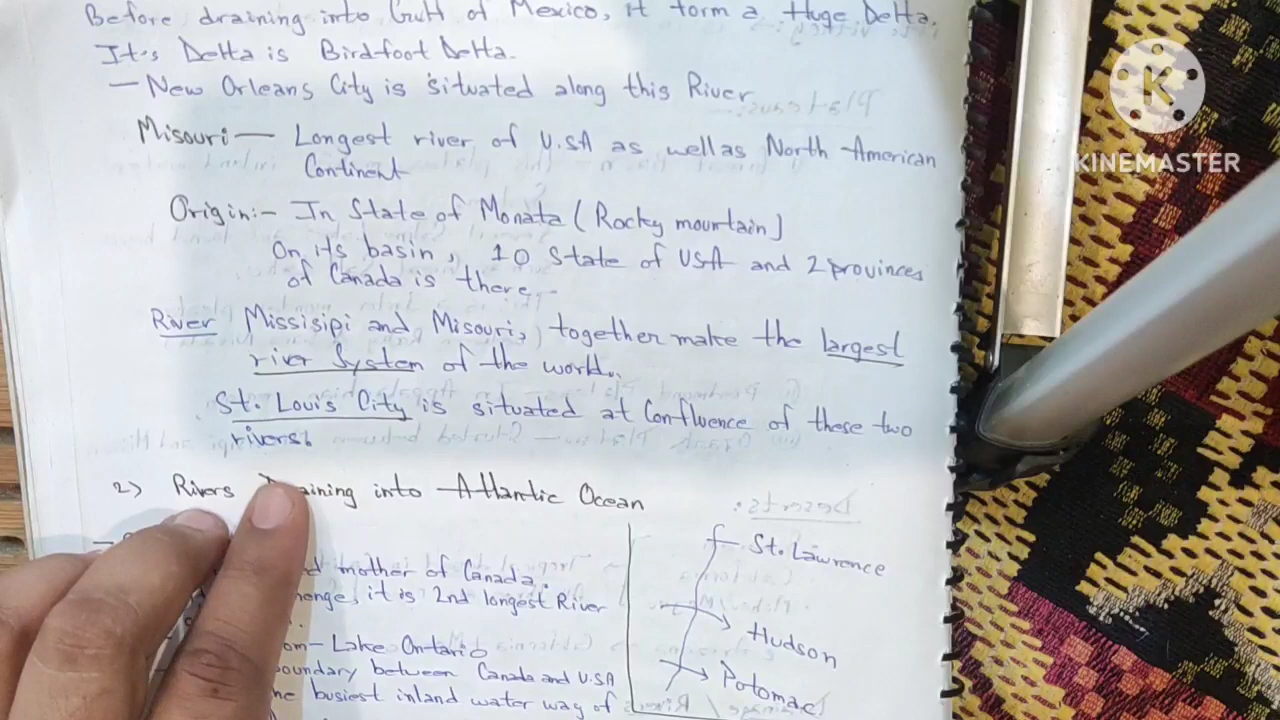 Before draining into Gulf of Mexico, it form a Huge Delta.
It's Delta is Birdfoot Delta.
— New Orleans City is situated along this River
Misouri — Longest river of U.S.A as well as North American
Continent
Origin:- In State of Monata (Rocky mountain)
On its basin, 10 State of USA and 2 provinces
of Canada is there.
River Missisipi and Misouri, together make the largest
river System of the world.
St. Louis City is situated at Confluence of these two
rivers.
2) Rivers Draining into Atlantic Ocean
mother of Canada.
it is 2nd longest River
Lake Ontario
boundary between Canada and U.S.A
busiest inland water way of
St. Lawrence
Hudson
Potomac
KINEMASTER